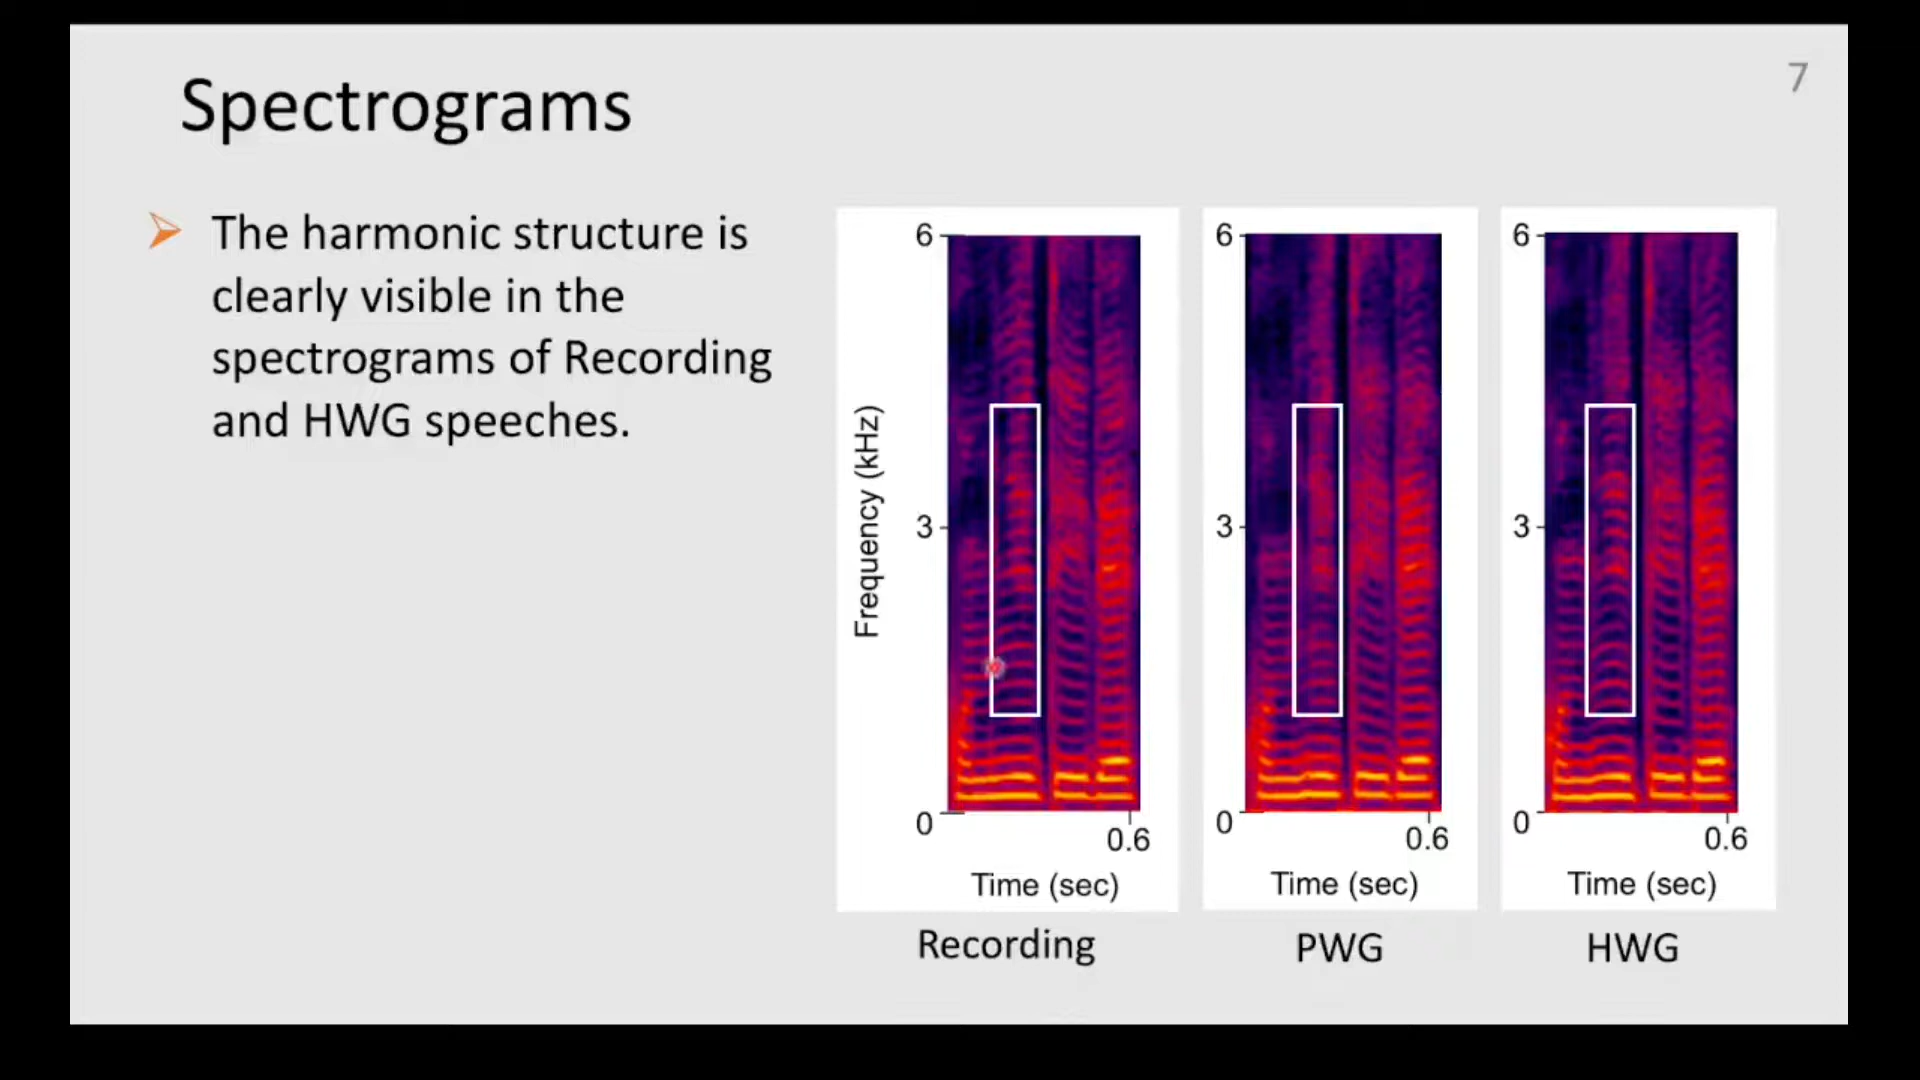 7
Spectrograms
The harmonic structure is
clearly visible in the
spectrograms of Recording
and HWG speeches.
Frequency (kHz)
6
3
0
0.6
Time (sec)
Recording
6
3
0
0.6
Time (sec)
PWG
6
3
0
0.6
Time (sec)
HWG